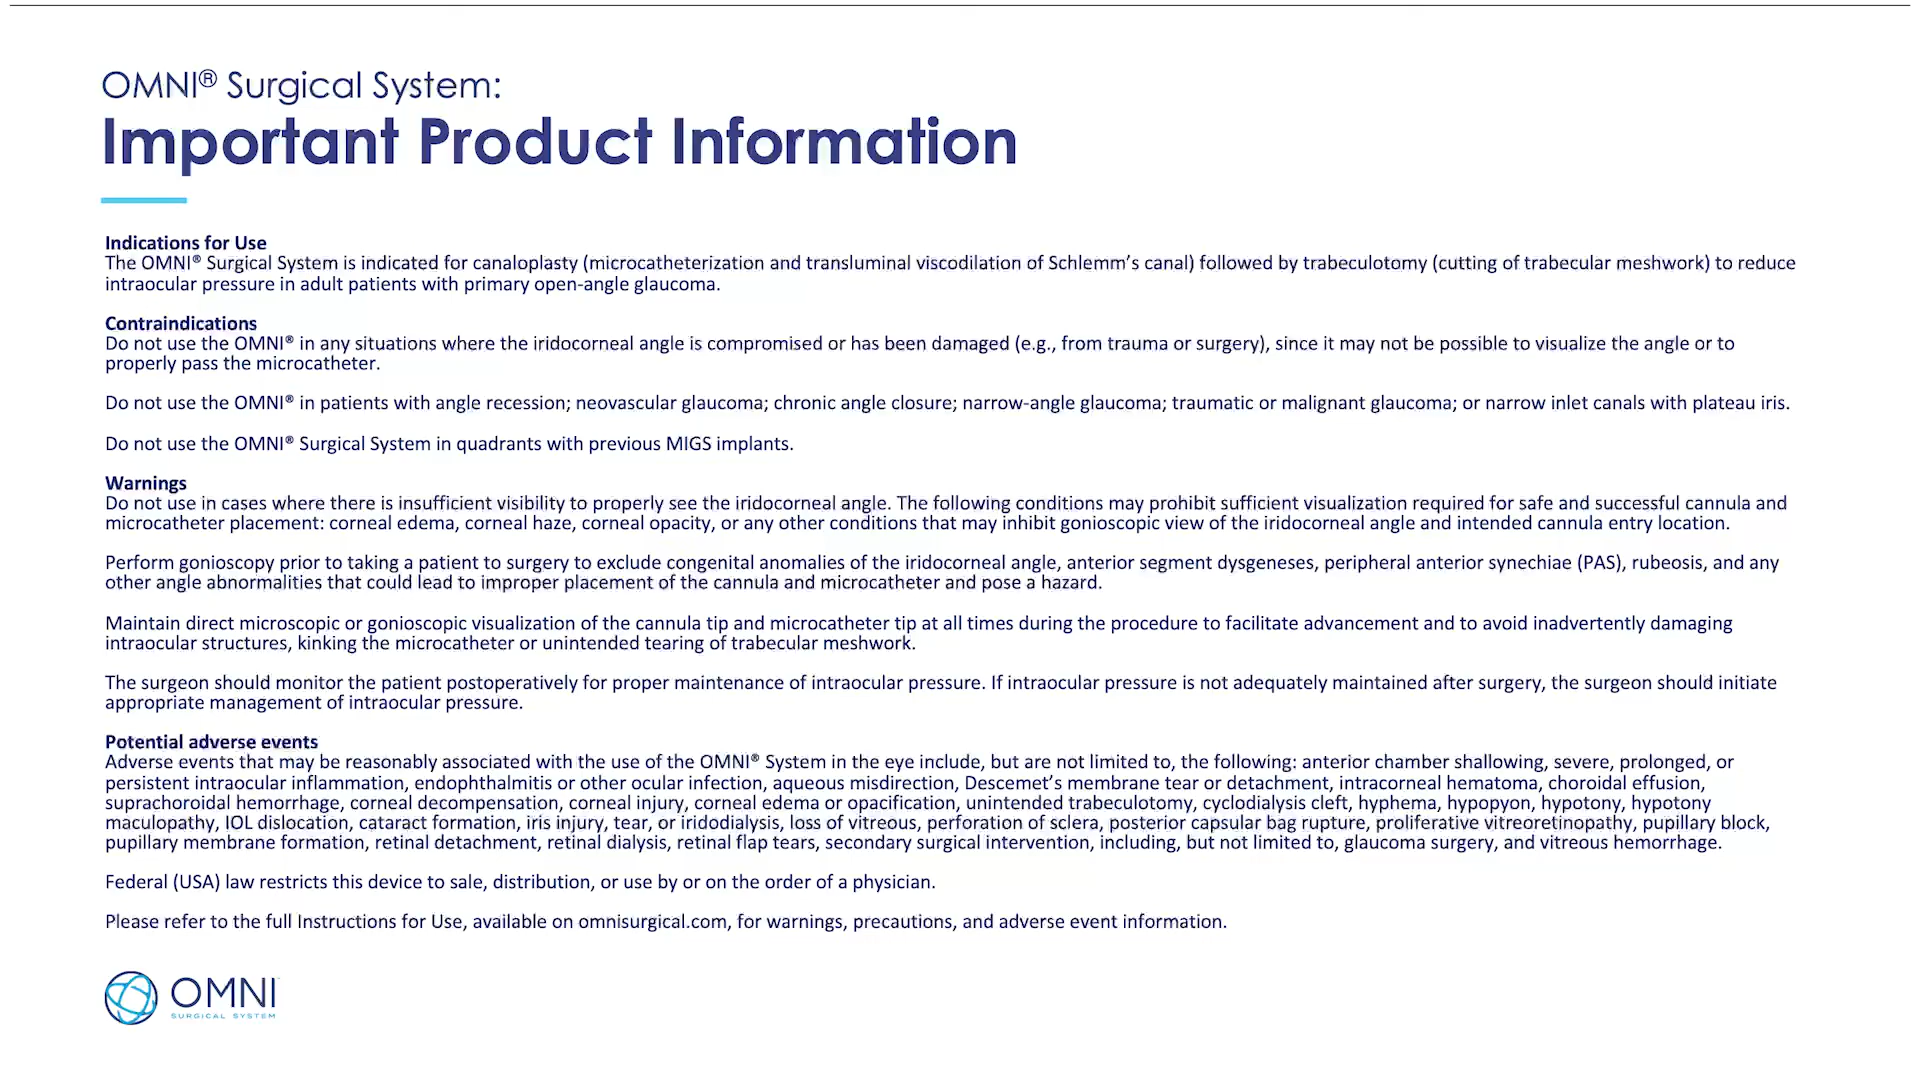 OMNI® Surgical System:
Important Product Information
Indications for Use
The OMNI® Surgical System is indicated for canaloplasty (microcatheterization and transluminal viscodilation of Schlemm's canal) followed by trabeculotomy (cutting of trabecular meshwork) to reduce
intraocular pressure in adult patients with primary open-angle glaucoma.
Contraindications
Do not use the OMNI® in any situations where the iridocorneal angle is compromised or has been damaged (e.g., from trauma or surgery), since it may not be possible to visualize the angle or to
properly pass the microcatheter.
Do not use the OMNI® in patients with angle recession; neovascular glaucoma; chronic angle closure; narrow-angle glaucoma; traumatic or malignant glaucoma; or narrow inlet canals with plateau iris.
Do not use the OMNI® Surgical System in quadrants with previous MIGS implants.
Warnings
Do not use in cases where there is insufficient visibility to properly see the iridocorneal angle. The following conditions may prohibit sufficient visualization required for safe and successful cannula and
microcatheter placement: corneal edema, corneal haze, corneal opacity, or any other conditions that may inhibit gonioscopic view of the iridocorneal angle and intended cannula entry location.
Perform gonioscopy prior to taking a patient to surgery to exclude congenital anomalies of the iridocorneal angle, anterior segment dysgeneses, peripheral anterior synechiae (PAS), rubeosis, and any
other angle abnormalities that could lead to improper placement of the cannula and microcatheter and pose a hazard.
Maintain direct microscopic or gonioscopic visualization of the cannula tip and microcatheter tip at all times during the procedure to facilitate advancement and to avoid inadvertently damaging
intraocular structures, kinking the microcatheter or unintended tearing of trabecular meshwork.
The surgeon should monitor the patient postoperatively for proper maintenance of intraocular pressure. If intraocular pressure is not adequately maintained after surgery, the surgeon should initiate
appropriate management of intraocular pressure.
Potential adverse events
Adverse events that may be reasonably associated with the use of the OMNI® System in the eye include, but are not limited to, the following: anterior chamber shallowing, severe, prolonged, or
persistent intraocular inflammation, endophthalmitis or other ocular infection, aqueous misdirection, Descemet's membrane tear or detachment, intracorneal hematoma, choroidal effusion,
suprachoroidal hemorrhage, corneal decompensation, corneal injury, corneal edema or opacification, unintended trabeculotomy, cyclodialysis cleft, hyphema, hypopyon, hypotony, hypotony
maculopathy, IOL dislocation, cataract formation, iris injury, tear, or iridodialysis, loss of vitreous, perforation of sclera, posterior capsular bag rupture, proliferative vitreoretinopathy, pupillary block,
pupillary membrane formation, retinal detachment, retinal dialysis, retinal flap tears, secondary surgical intervention, including, but not limited to, glaucoma surgery, and vitreous hemorrhage.
Federal (USA) law restricts this device to sale, distribution, or use by or on the order of a physician.
Please refer to the full Instructions for Use, available on omnisurgical.com, for warnings, precautions, and adverse event information.
OMNI
SURGICAL SYSTEM